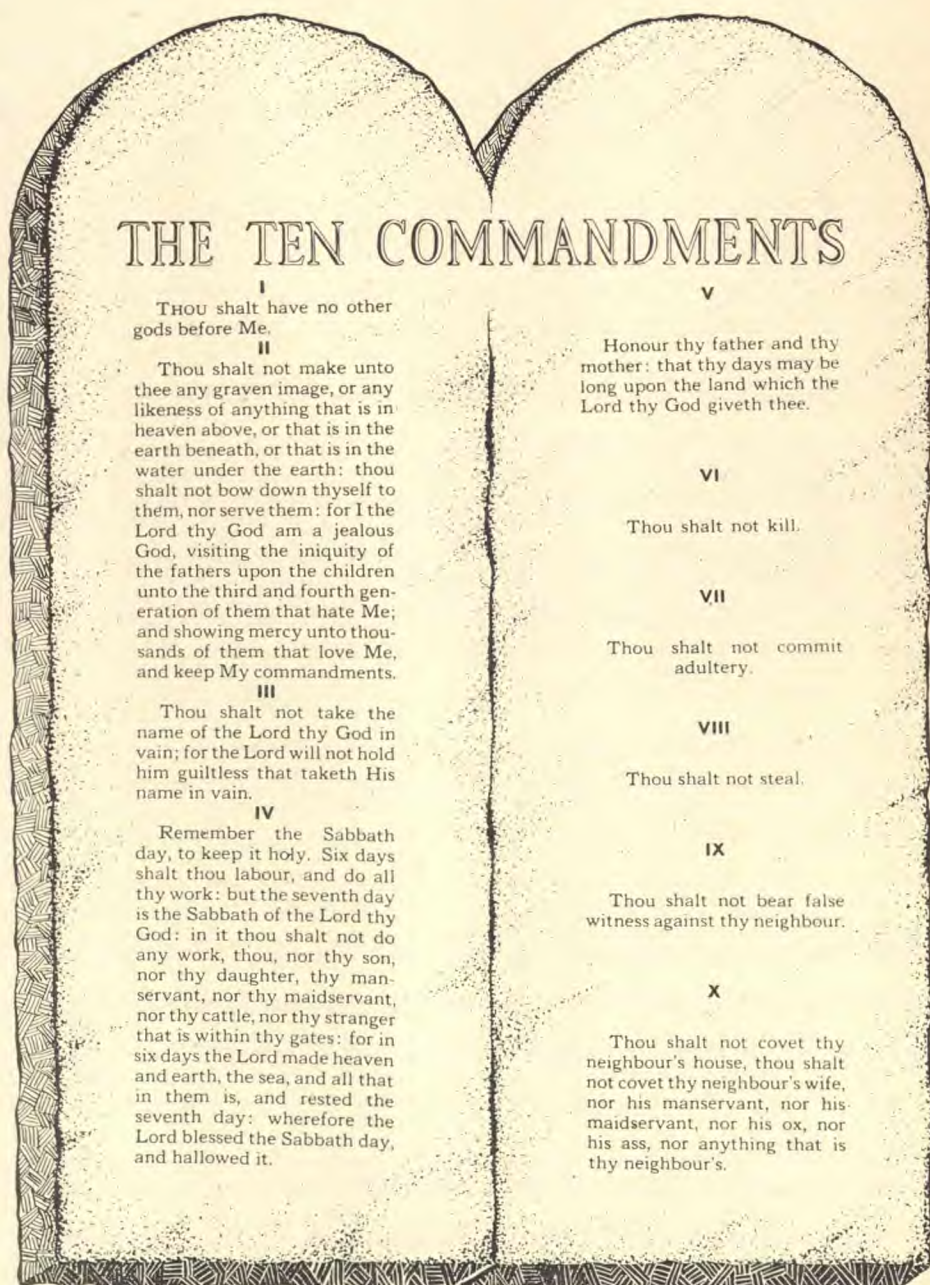 THE TEN COMMANDMENTS
I
THOU shalt have no other
gods before Me.
II
Thou shalt not make unto
thee any graven image, or any
likeness of anything that is in
heaven above, or that is in the
earth beneath, or that is in the
water under the earth: thou
shalt not bow down thyself to
them, nor serve them: for I the
Lord thy God am a jealous
God, visiting the iniquity of
the fathers upon the children
unto the third and fourth gen-
eration of them that hate Me;
and showing mercy unto thou-
sands of them that love Me,
and keep My commandments.
III
Thou shalt not take the
name of the Lord thy God in
vain; for the Lord will not hold
him guiltless that taketh His
name in vain.
IV
Remember the Sabbath
day, to keep it holy. Six days
shalt thou labour, and do all
thy work: but the seventh day
is the Sabbath of the Lord thy
God: in it thou shalt not do
any work, thou, nor thy son,
nor thy daughter, thy man-
servant, nor thy maidservant,
nor thy cattle, nor thy stranger
that is within thy gates: for in
six days the Lord made heaven
and earth, the sea, and all that
in them is, and rested the
seventh day: wherefore the
Lord blessed the Sabbath day,
and hallowed it.
V
Honour thy father and thy
mother: that thy days may be
long upon the land which the
Lord thy God giveth thee.
VI
Thou shalt not kill.
VII
Thou shalt not commit
adultery.
VIII
Thou shalt not steal.
IX
Thou shalt not bear false
witness against thy neighbour.
X
Thou shalt not covet thy
neighbour's house, thou shalt
not covet thy neighbour's wife,
nor his manservant, nor his
maidservant, nor his ox, nor
his ass, nor anything that is
thy neighbour's.